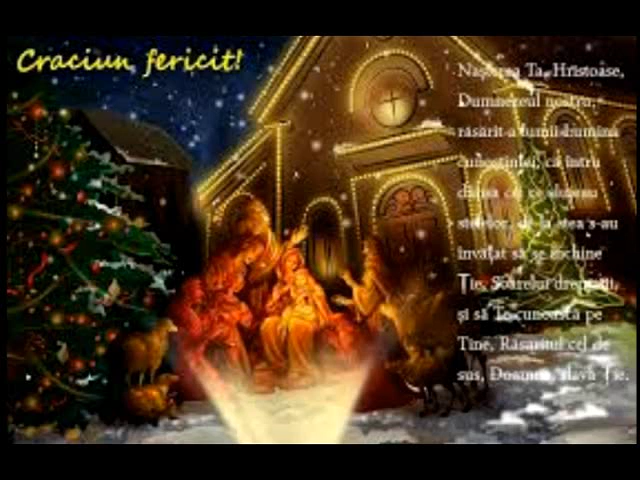 Craciun fericit!
Nașterea Ta, Hristoase,
Dumnezeul nostru,
răsărit-a lumii lumina
cunoștinței, că întru
dânsa cei ce slujeau
stelelor, de la stea s-au
învățat să se închine
Ție, Soarelui dreptății,
și să Te cunoască pe
Tine, Răsăritul cel de
sus, Doamne, slavă Ție.